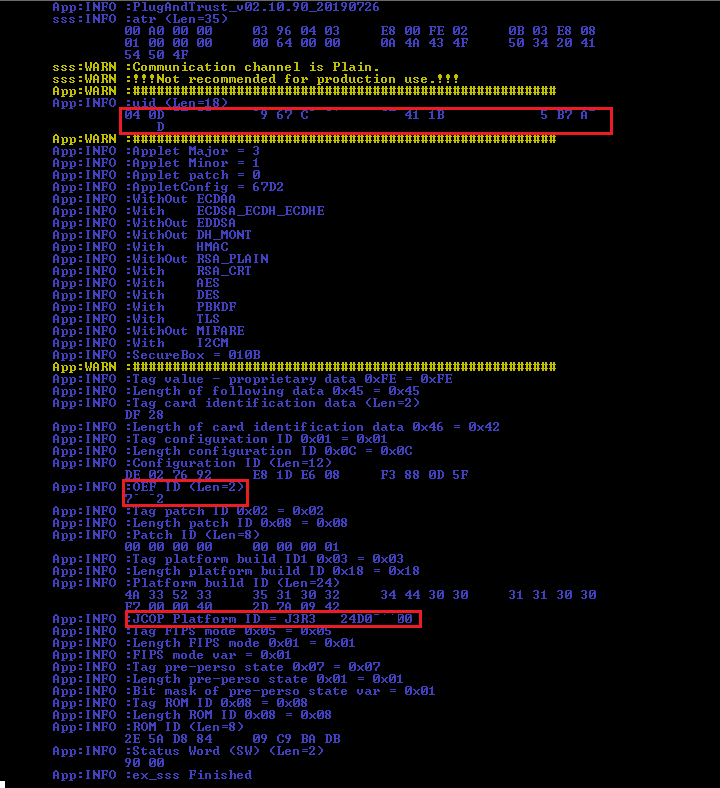 App:INFO :PlugAndTrust_v02.10.90_20190726
sss:INFO :atr (Len=35)
00 A0 00 00 03 96 04 03 E8 00 FE 02 0B 03 E8 08
01 00 00 00 00 64 00 00 0A 4A 43 4F 50 34 20 41
54 50 4F
sss:WARN :Communication channel is Plain.
sss:WARN :!!!Not recommended for production use.!!!
App:WARN :#####################################################
App:INFO :uid (Len=18)
04 0D 9 67 C 41 1B 5 B7 A
D
App:WARN :#####################################################
App:INFO :Applet Major = 3
App:INFO :Applet Minor = 1
App:INFO :Applet patch = 0
App:INFO :AppletConfig = 67D2
App:INFO :WithOut ECDAA
App:INFO :With    ECDSA_ECDH_ECDHE
App:INFO :WithOut EDDSA
App:INFO :WithOut DH_MONT
App:INFO :With    HMAC
App:INFO :WithOut RSA_PLAIN
App:INFO :With    RSA_CRT
App:INFO :With    AES
App:INFO :With    DES
App:INFO :With    PBKDF
App:INFO :With    TLS
App:INFO :WithOut MIFARE
App:INFO :With    I2CM
App:INFO :SecureBox = 010B
App:WARN :#####################################################
App:INFO :Tag value - proprietary data 0xFE = 0xFE
App:INFO :Length of following data 0x45 = 0x45
App:INFO :Tag card identification data (Len=2)
DF 28
App:INFO :Length of card identification data 0x46 = 0x42
App:INFO :Tag configuration ID 0x01 = 0x01
App:INFO :Length configuration ID 0x0C = 0x0C
App:INFO :Configuration ID (Len=12)
DE 02 76 92 E8 1D E6 08 F3 88 0D 5F
App:INFO :OEF ID (Len=2)
7 2
App:INFO :Tag patch ID 0x02 = 0x02
App:INFO :Length patch ID 0x08 = 0x08
App:INFO :Patch ID (Len=8)
00 00 00 00 00 00 00 01
App:INFO :Tag platform build ID1 0x03 = 0x03
App:INFO :Length platform build ID 0x18 = 0x18
App:INFO :Platform build ID (Len=24)
4A 33 52 33 35 31 30 32 34 44 30 30 31 31 30 30
F7 00 00 40 2D 7A 09 42
App:INFO :JCOP Platform ID = J3R3 24D0 00
App:INFO :Tag FIPS mode 0x05 = 0x05
App:INFO :Length FIPS mode 0x01 = 0x01
App:INFO :FIPS mode var = 0x01
App:INFO :Tag pre-perso state 0x07 = 0x07
App:INFO :Length pre-perso state 0x01 = 0x01
App:INFO :Bit mask of pre-perso state var = 0x01
App:INFO :Tag ROM ID 0x08 = 0x08
App:INFO :Length ROM ID 0x08 = 0x08
App:INFO :ROM ID (Len=8)
2E 5A D8 84 09 C9 BA DB
App:INFO :Status Word (SW) (Len=2)
90 00
App:INFO :ex_sss Finished